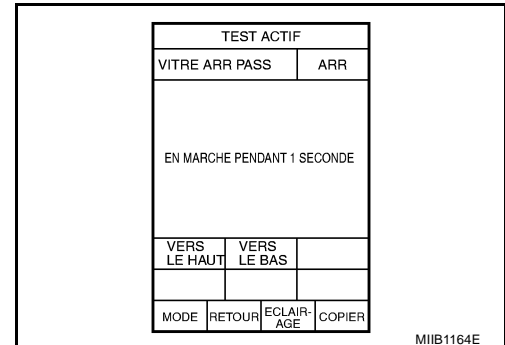 TEST ACTIF
VITRE ARR PASS ARR
EN MARCHE PENDANT 1 SECONDE
VERS LE HAUT VERS LE BAS
MODE RETOUR ECLAIR-AGE COPIER
MIIB1164E